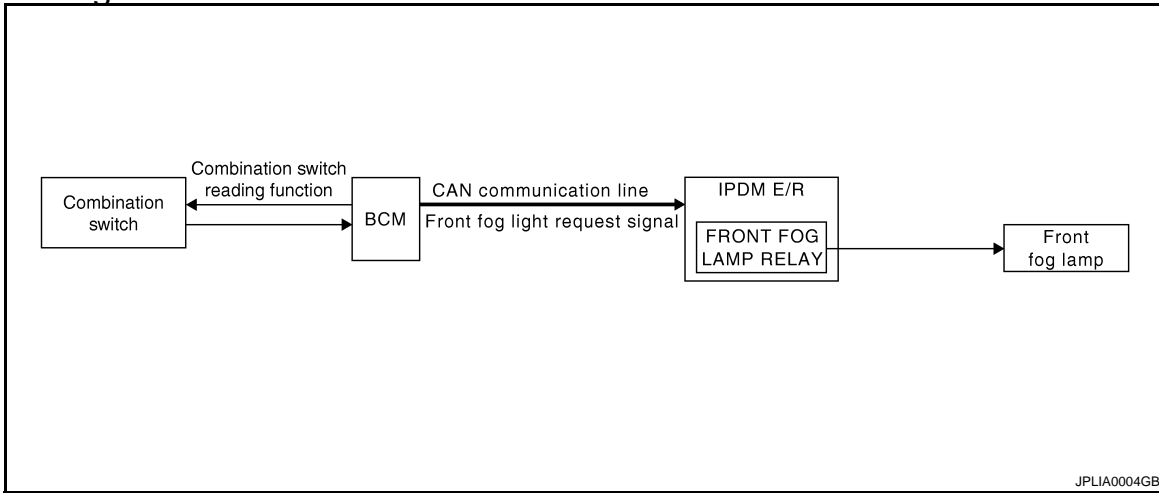 Combination switch
reading function
Combination
switch
BCM
CAN communication line
Front fog light request signal
IPDM E/R
FRONT FOG
LAMP RELAY
Front
fog lamp
JPLIA0004GB